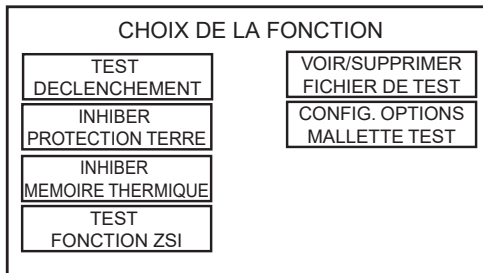 CHOIX DE LA FONCTION
TEST
DECLENCHEMENT
INHIBER
PROTECTION TERRE
INHIBER
MEMOIRE THERMIQUE
TEST
FONCTION ZSI
VOIR/SUPPRIMER
FICHIER DE TEST
CONFIG. OPTIONS
MALLETTE TEST